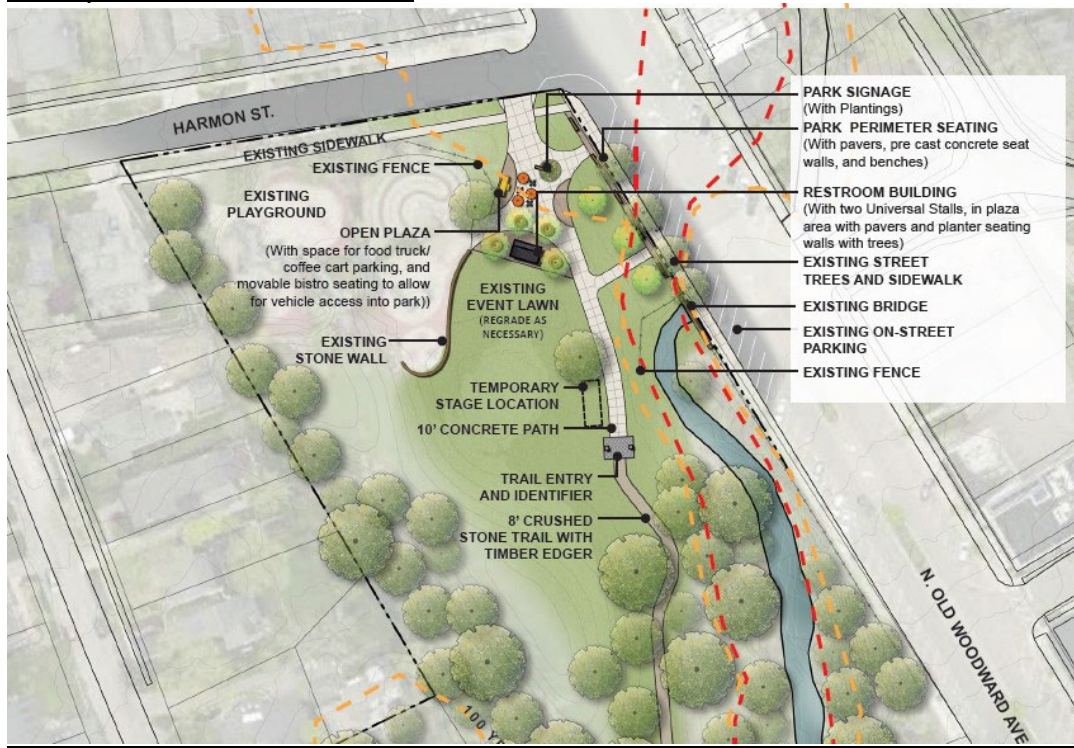 HARMON ST.
EXISTING SIDEWALK
EXISTING FENCE
EXISTING
PLAYGROUND
OPEN PLAZA
(With space for food truck/
coffee cart parking, and
movable bistro seating to allow
for vehicle access into park))
EXISTING
EVENT LAWN
(REGRADE AS
NECESSARY)
EXISTING
STONE WALL
TEMPORARY
STAGE LOCATION
10' CONCRETE PATH
TRAIL ENTRY
AND IDENTIFIER
8' CRUSHED
STONE TRAIL WITH
TIMBER EDGER
PARK SIGNAGE
(With Plantings)
PARK PERIMETER SEATING
(With pavers, pre cast concrete seat
walls, and benches)
RESTROOM BUILDING
(With two Universal Stalls, in plaza
area with pavers and planter seating
walls with trees)
EXISTING STREET
TREES AND SIDEWALK
EXISTING BRIDGE
EXISTING ON-STREET
PARKING
EXISTING FENCE
N. OLD WOODWARD AVE
100